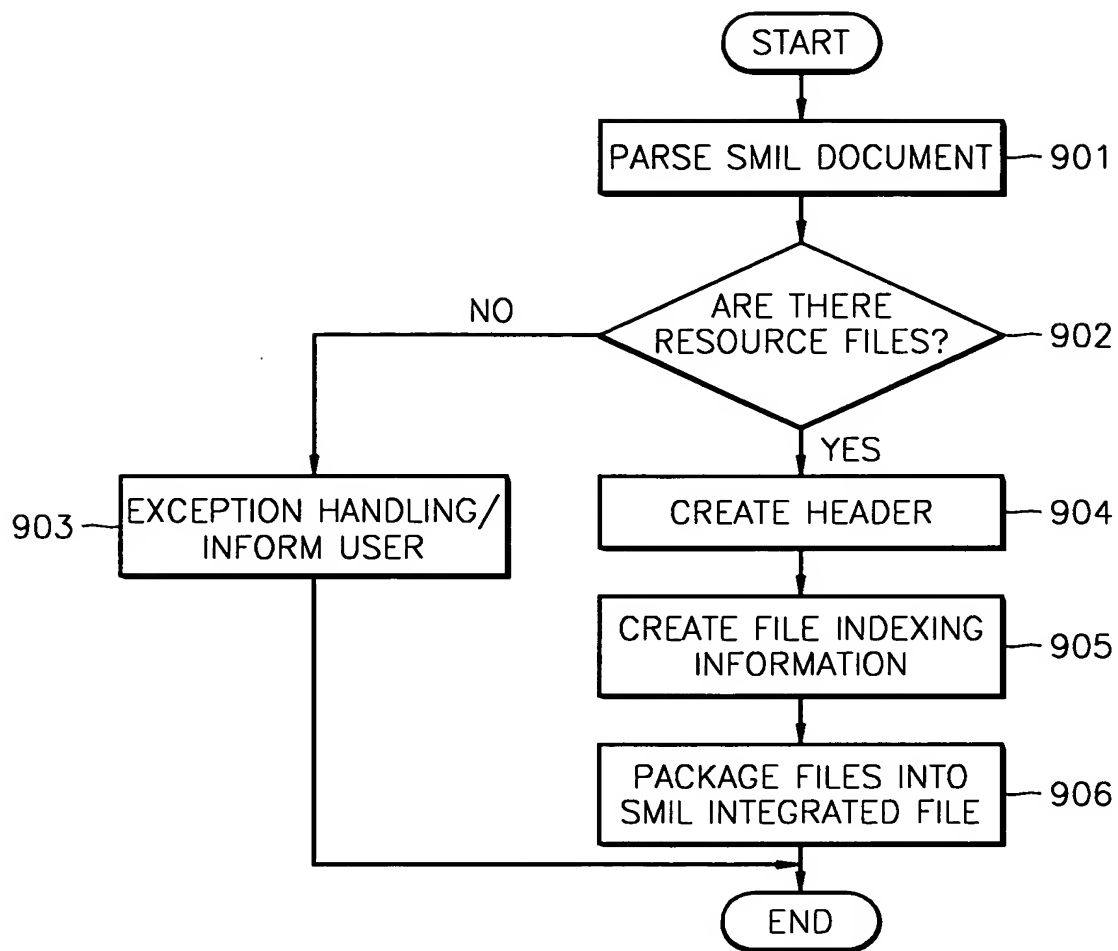 START
PARSE SMIL DOCUMENT
901
ARE THERE
RESOURCE FILES?
902
NO
YES
903
EXCEPTION HANDLING/
INFORM USER
CREATE HEADER
904
CREATE FILE INDEXING
INFORMATION
905
PACKAGE FILES INTO
SMIL INTEGRATED FILE
906
END